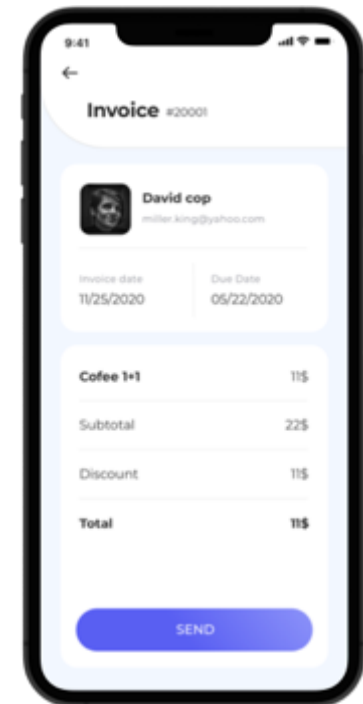 9:41
Invoice #20001
David cop
miller.king@yahoo.com
Invoice date Due Date
11/25/2020 05/22/2020
Cofee 1+1 11$
Subtotal 22$
Discount 11$
Total 11$
SEND